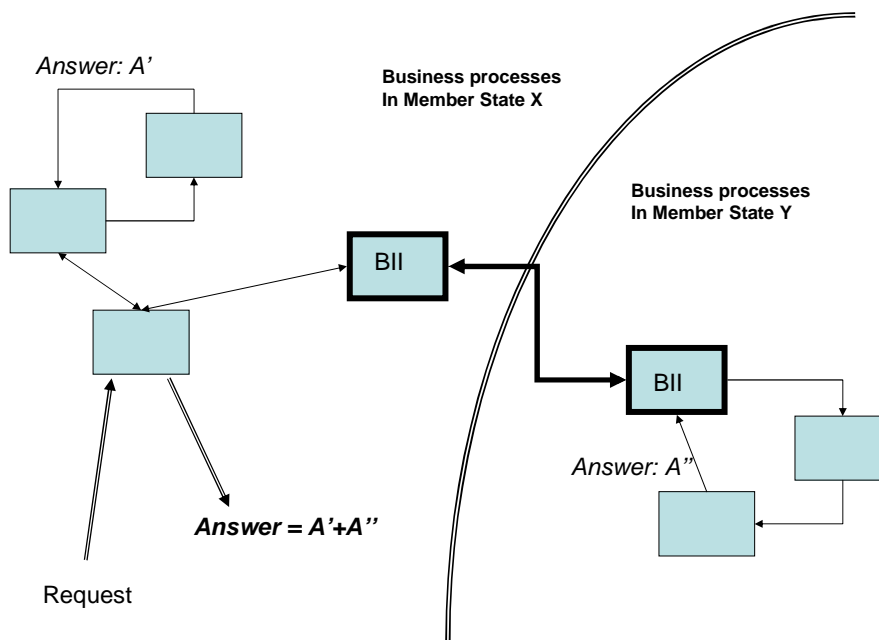 Answer: A'
Business processes
In Member State X
Business processes
In Member State Y
BII
BII
Answer: A''
Answer = A'+A''
Request